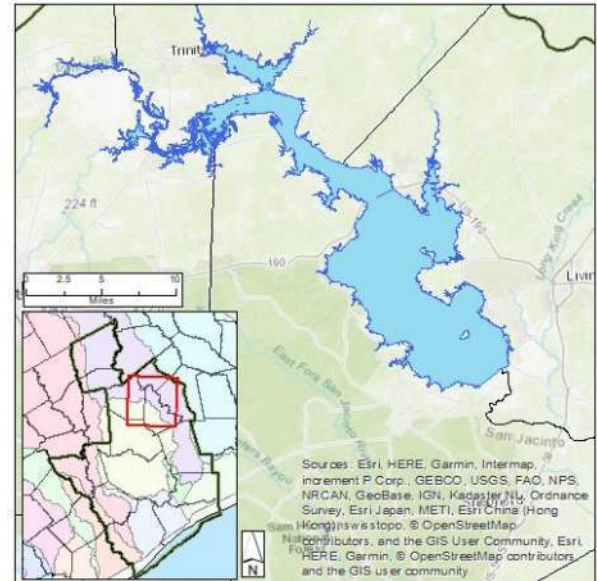 Trinit
224 ft
190
US-190
Long King Creek
Livin
0 2.5 5 10
Miles
East Fork San Jacinto River
San Jacinto
Sources: Esri, HERE, Garmin, Intermap,
increment P Corp., GEBCO, USGS, FAO, NPS,
NRCAN, GeoBase, IGN, Kadaster NL, Ordnance
Survey, Esri Japan, METI, Esri China (Hong
Kong), swisstopo, © OpenStreetMap
contributors, and the GIS User Community, Esri,
HERE, Garmin, © OpenStreetMap contributors,
and the GIS user community
N